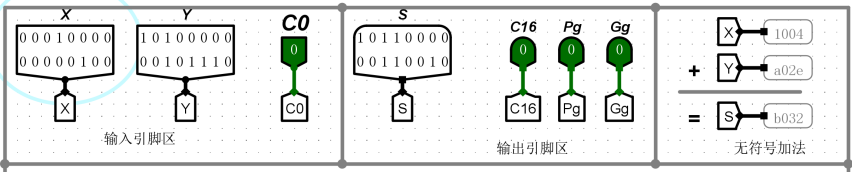 X
Y
C0
S
C16
Pg
Gg
0 0 0 1 0 0 0 0
0 0 0 0 0 1 0 0
1 0 1 0 0 0 0 0
0 0 1 0 1 1 1 0
0
1 0 1 1 0 0 0 0
0 0 1 1 0 0 1 0
0
0
0
X
Y
C0
S
C16
Pg
Gg
输入引脚区
输出引脚区
X 1004
+ Y a02e
= S b032
无符号加法